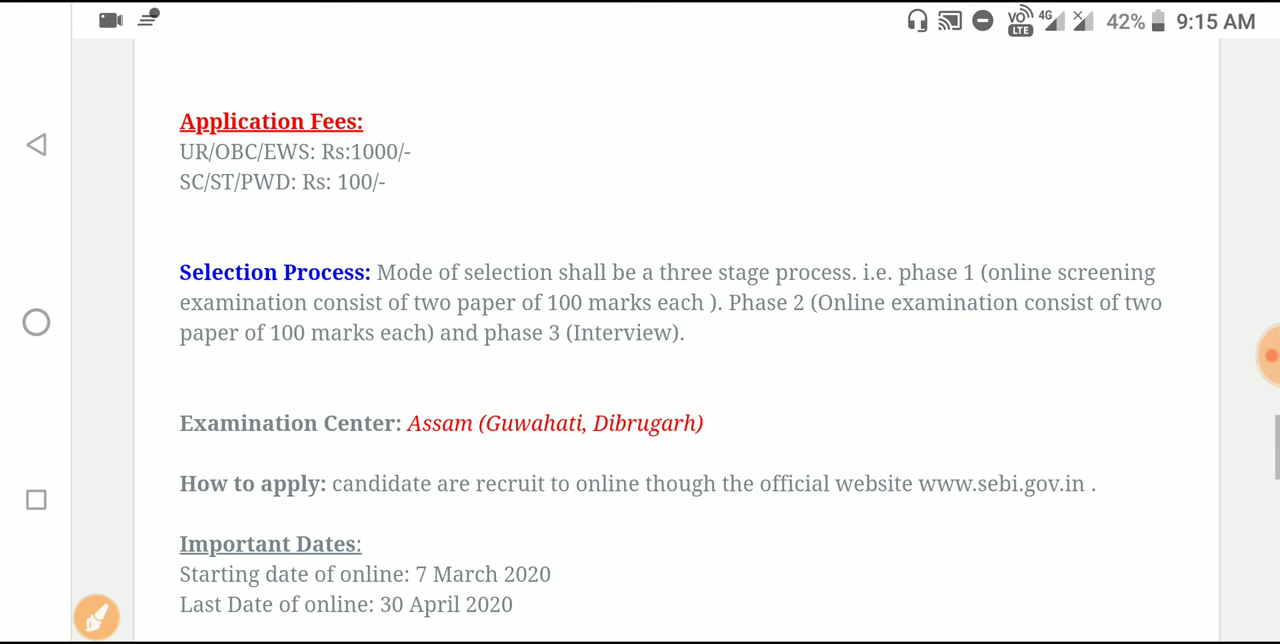 VO 4G 42% 9:15 AM
LTE
Application Fees:
UR/OBC/EWS: Rs:1000/-
SC/ST/PWD: Rs: 100/-
Selection Process: Mode of selection shall be a three stage process. i.e. phase 1 (online screening
examination consist of two paper of 100 marks each ). Phase 2 (Online examination consist of two
paper of 100 marks each) and phase 3 (Interview).
Examination Center: Assam (Guwahati, Dibrugarh)
How to apply: candidate are recruit to online though the official website www.sebi.gov.in .
Important Dates:
Starting date of online: 7 March 2020
Last Date of online: 30 April 2020